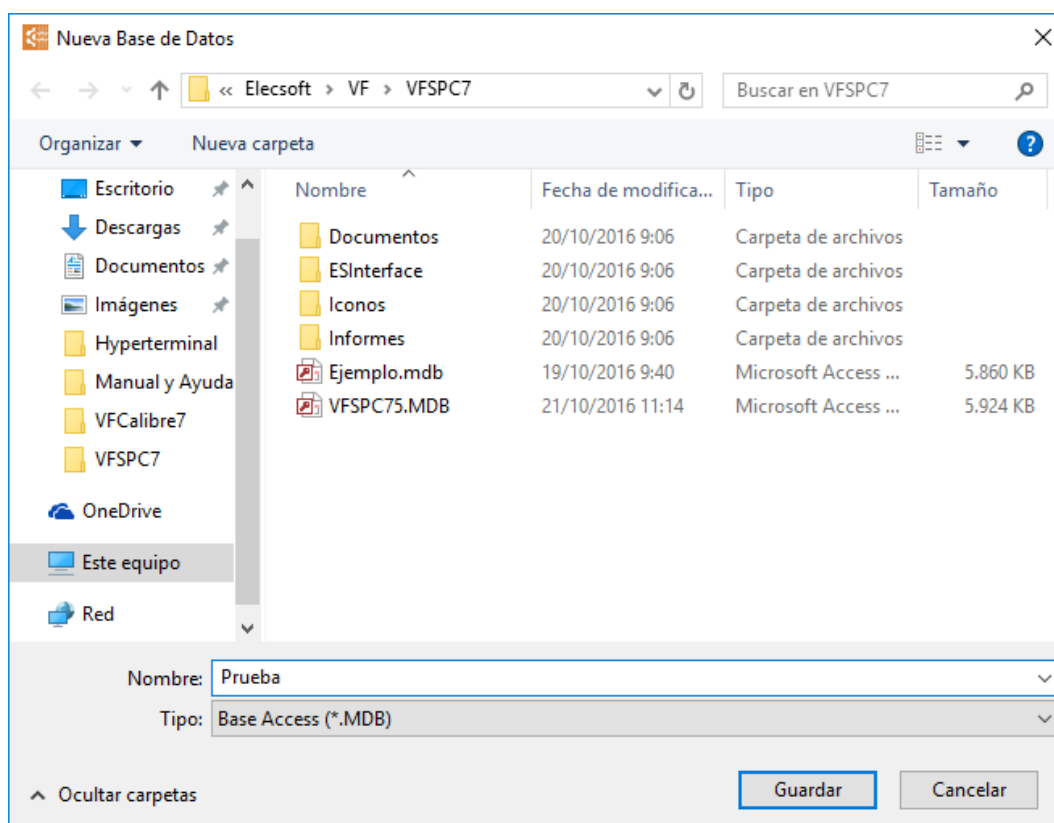 Nueva Base de Datos
« Elecsoft > VF > VFSPC7
Buscar en VFSPC7
Organizar Nueva carpeta
Escritorio
Descargas
Documentos
Imágenes
Hyperterminal
Manual y Ayuda
VFCalibre7
VFSPC7
OneDrive
Este equipo
Red
Nombre Fecha de modifica... Tipo Tamaño
Documentos 20/10/2016 9:06 Carpeta de archivos
ESInterface 20/10/2016 9:06 Carpeta de archivos
Iconos 20/10/2016 9:06 Carpeta de archivos
Informes 20/10/2016 9:06 Carpeta de archivos
Ejemplo.mdb 19/10/2016 9:40 Microsoft Access ... 5.860 KB
VFSPC75.MDB 21/10/2016 11:14 Microsoft Access ... 5.924 KB
Nombre: Prueba
Tipo: Base Access (*.MDB)
Ocultar carpetas
Guardar
Cancelar